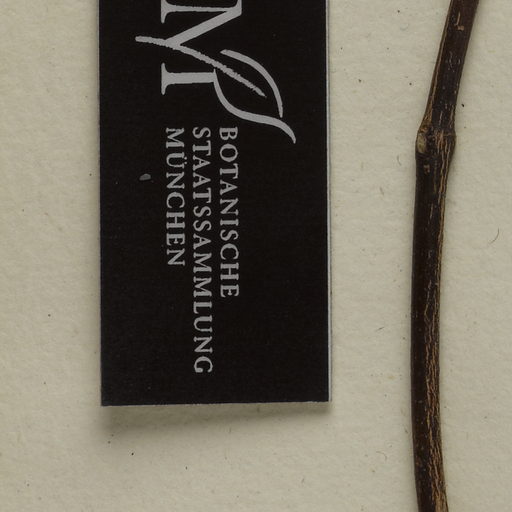 M
BOTANISCHE
STAATSSAMMLUNG
MÜNCHEN